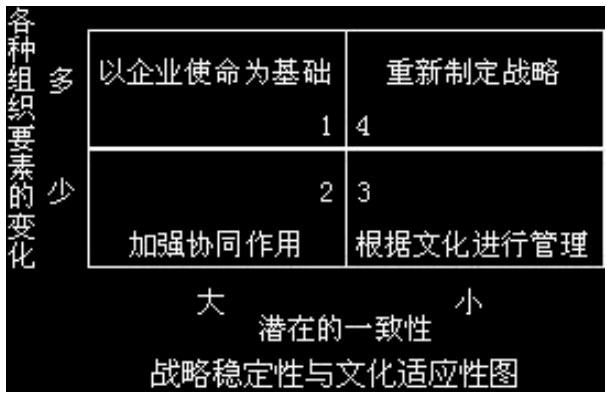 各种组织要素的变化
多
以企业使命为基础
重新制定战略
1
4
少
2
3
加强协同作用
根据文化进行管理
大
小
潜在的一致性
战略稳定性与文化适应性图